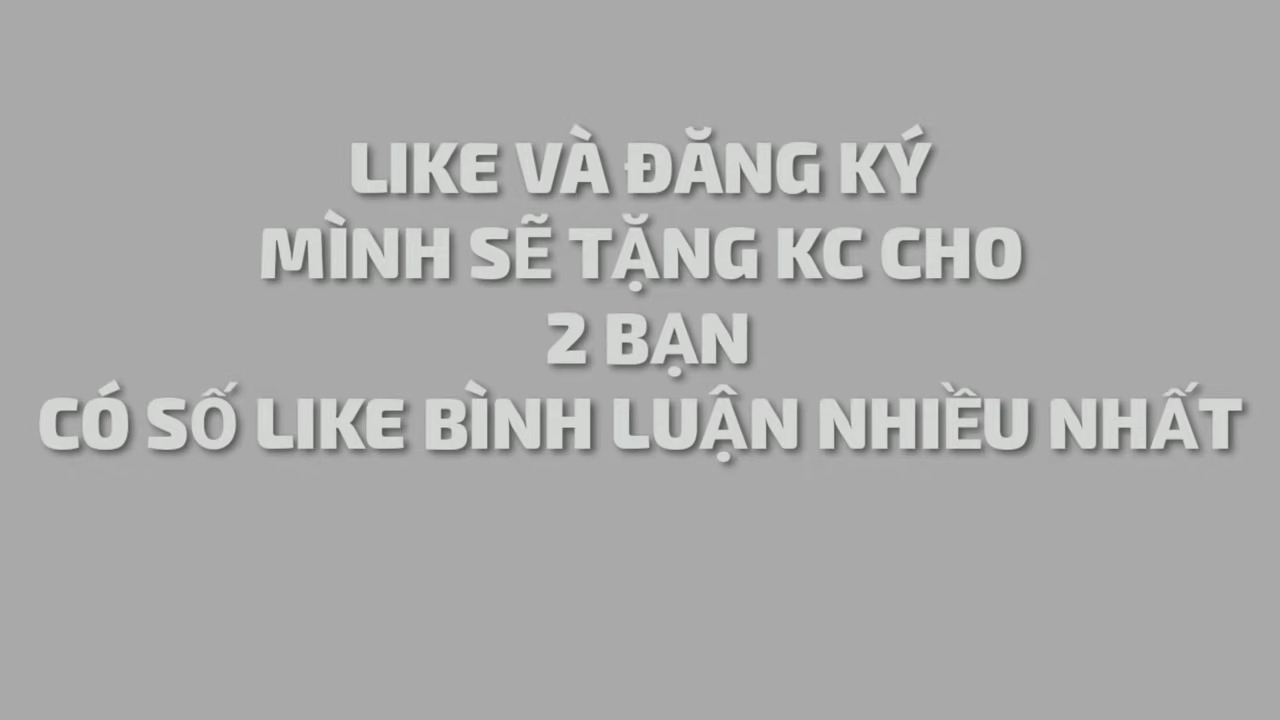 LIKE VÀ ĐĂNG KÝ
MÌNH SẼ TẶNG KC CHO
2 BẠN
CÓ SỐ LIKE BÌNH LUẬN NHIỀU NHẤT